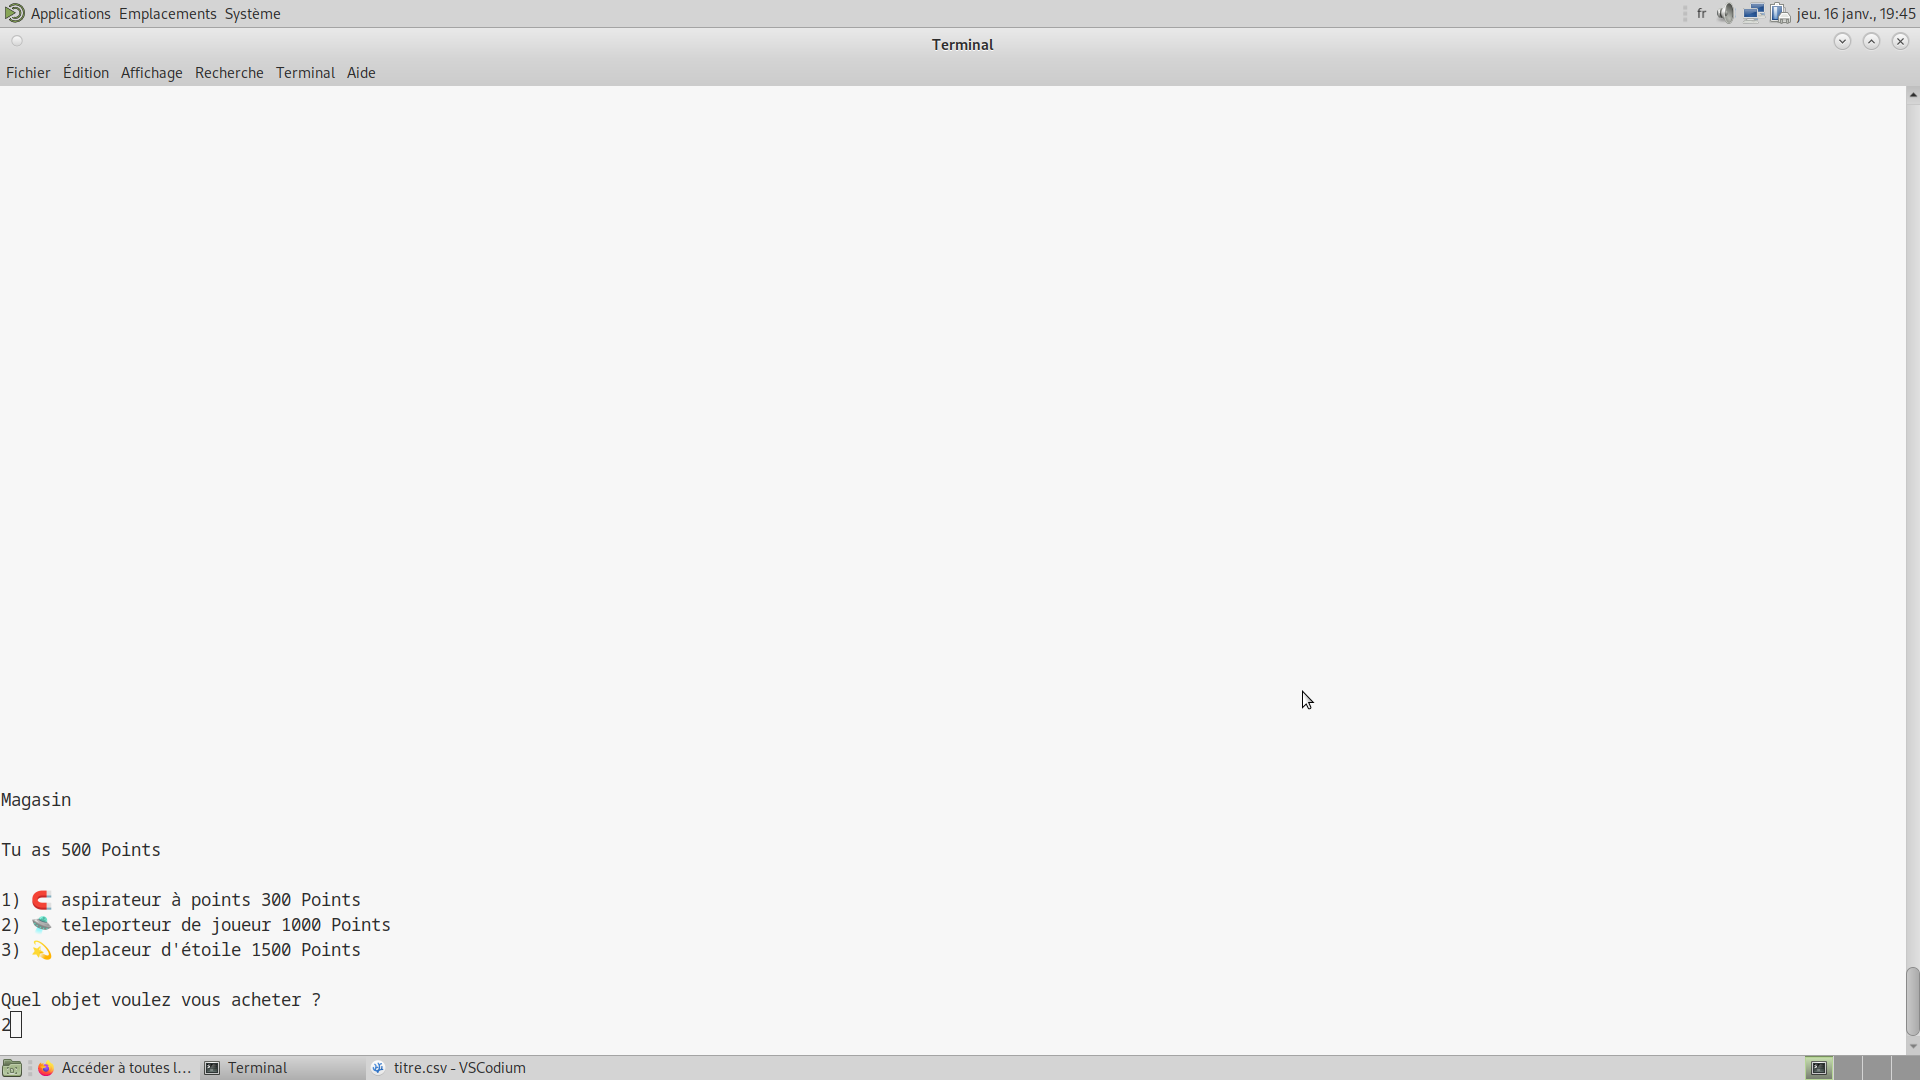 Applications Emplacements Système
fr jeu. 16 janv., 19:45
Terminal
Fichier Édition Affichage Recherche Terminal Aide
Magasin
Tu as 500 Points
1) 🧲 aspirateur à points 300 Points
2) 🛸 teleporteur de joueur 1000 Points
3) 💫 deplaceur d'étoile 1500 Points
Quel objet voulez vous acheter ?
2
Accéder à toutes l... Terminal titre.csv - VSCodium